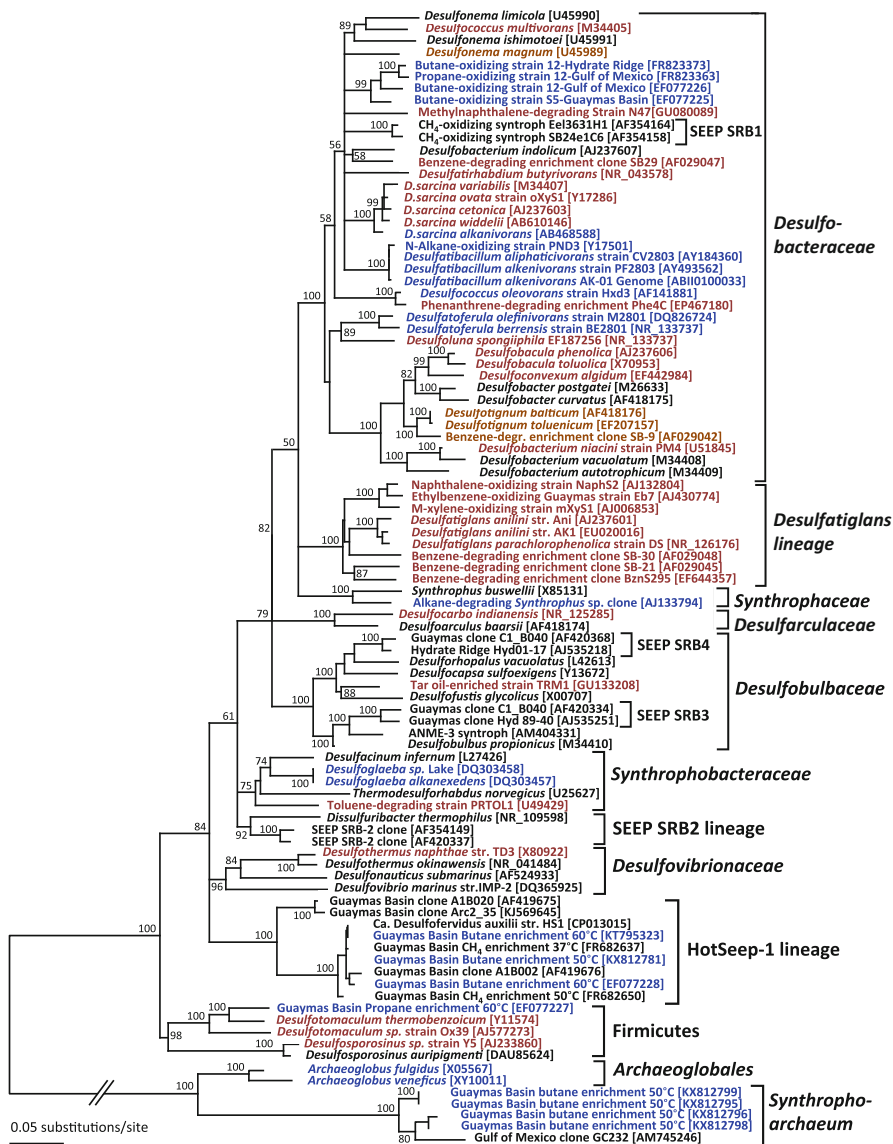 Desulfonema limicola [U45990]
Desulfococcus multivorans [M34405]
Desulfonema ishimotoei [U45991]
Desulfonema magnum [U45989]
Butane-oxidizing strain 12-Hydrate Ridge [FR823373]
Propane-oxidizing strain 12-Gulf of Mexico [FR823363]
Butane-oxidizing strain 12-Gulf of Mexico [EF077226]
Butane-oxidizing strain S5-Guaymas Basin [EF077225]
Methylnaphthalene-degrading Strain N47[GU080089]
CH4-oxidizing syntroph Eel3631H1 [AF354164]
CH4-oxidizing syntroph SB24e1C6 [AF354158]
SEEP SRB1
Desulfobacterium indolicum [AJ237607]
Benzene-degrading enrichment clone SB29 [AF029047]
Desulfatirhabdium butyrivorans [NR_043578]
D.sarcina variabilis [M34407]
D.sarcina ovata strain oXyS1 [Y17286]
D.sarcina cetonica [AJ237603]
D.sarcina widdelii [AB610146]
D.sarcina alkanivorans [AB468588]
N-Alkane-oxidizing strain PND3 [Y17501]
Desulfatibacillum aliphaticivorans strain CV2803 [AY184360]
Desulfatibacillum alkenivorans strain PF2803 [AY493562]
Desulfatibacillum alkenivorans AK-01 Genome [ABII0100033]
Desulfococcus oleovorans strain Hxd3 [AF141881]
Phenanthrene-degrading enrichment Phe4C [EP467180]
Desulfatoferula olefinivorans strain M2801 [DQ826724]
Desulfatoferula berrensis strain BE2801 [NR_133737]
Desulfoluna spongiiphila EF187256 [NR_133737]
Desulfobacula phenolica [AJ237606]
Desulfobacula toluolica [X70953]
Desulfoconvexum algidum [EF442984]
Desulfobacter postgatei [M26633]
Desulfobacter curvatus [AF418175]
Desulfotignum balticum [AF418176]
Desulfotignum toluenicum [EF207157]
Benzene-degr. enrichment clone SB-9 [AF029042]
Desulfobacterium niacini strain PM4 [U51845]
Desulfobacterium vacuolatum [M34408]
Desulfobacterium autotrophicum [M34409]
Desulfo-
bacteraceae
Naphthalene-oxidizing strain NaphS2 [AJ132804]
Ethylbenzene-oxidizing Guaymas strain Eb7 [AJ430774]
M-xylene-oxidizing strain mXyS1 [AJ006853]
Desulfatiglans anilini str. Ani [AJ237601]
Desulfatiglans anilini str. AK1 [EU020016]
Desulfatiglans parachlorophenolica strain DS [NR_126176]
Benzene-degrading enrichment clone SB-30 [AF029048]
Benzene-degrading enrichment clone SB-21 [AF029045]
Benzene-degrading enrichment clone BznS295 [EF644357]
Desulfatiglans
lineage
Synthrophus buswellii [X85131]
Alkane-degrading Synthrophus sp. clone [AJ133794]
Synthrophaceae
Desulfocarbo indianensis [NR_125285]
Desulfoarculus baarsii [AF418174]
Desulfarculaceae
Guaymas clone C1_B040 [AF420368]
Hydrate Ridge Hyd01-17 [AJ535218]
SEEP SRB4
Desulforhopalus vacuolatus [L42613]
Desulfocapsa sulfoexigens [Y13672]
Tar oil-enriched strain TRM1 [GU133208]
Desulfofustis glycolicus [X00707]
Guaymas clone C1_B040 [AF420334]
Guaymas clone Hyd 89-40 [AJ535251]
SEEP SRB3
ANME-3 syntroph [AM404331]
Desulfobulbus propionicus [M34410]
Desulfobulbaceae
Desulfacinum infernum [L27426]
Desulfoglaeba sp. Lake [DQ303458]
Desulfoglaeba alkanexedens [DQ303457]
Thermodesulforhabdus norvegicus [U25627]
Toluene-degrading strain PRTOL1 [U49429]
Synthrophobacteraceae
Dissulfuribacter thermophilus [NR_109598]
SEEP SRB-2 clone [AF354149]
SEEP SRB-2 clone [AF420337]
SEEP SRB2 lineage
Desulfothermus naphthae str. TD3 [X80922]
Desulfothermus okinawensis [NR_041484]
Desulfonauticus submarinus [AF524933]
Desulfovibrio marinus str.IMP-2 [DQ365925]
Desulfovibrionaceae
Guaymas Basin clone A1B020 [AF419675]
Guaymas Basin clone Arc2_35 [KJ569645]
Ca. Desulfofervidus auxilii str. HS1 [CP013015]
Guaymas Basin Butane enrichment 60°C [KT795323]
Guaymas Basin CH4 enrichment 37°C [FR682637]
Guaymas Basin Butane enrichment 50°C [KX812781]
Guaymas Basin clone A1B002 [AF419676]
Guaymas Basin Butane enrichment 60°C [EF077228]
Guaymas Basin CH4 enrichment 50°C [FR682650]
HotSeep-1 lineage
Guaymas Basin Propane enrichment 60°C [EF077227]
Desulfotomaculum thermobenzoicum [Y11574]
Desulfotomaculum sp. strain Ox39 [AJ577273]
Desulfosporosinus sp. strain Y5 [AJ233860]
Desulfosporosinus auripigmenti [DAU85624]
Firmicutes
Archaeoglobus fulgidus [X05567]
Archaeoglobus veneficus [XY10011]
Archaeoglobales
Guaymas Basin butane enrichment 50°C [KX812799]
Guaymas Basin butane enrichment 50°C [KX812795]
Guaymas Basin butane enrichment 50°C [KX812796]
Guaymas Basin butane enrichment 50°C [KX812798]
Gulf of Mexico clone GC232 [AM745246]
Synthropho-
archaeum
0.05 substitutions/site
89
100
99
100
56
58
58
99
100
100
100
100
100
89
100
99
82
100
100
100
100
100
50
100
100
100
87
82
100
79
100
100
100
88
100
100
100
61
74
100
75
100
92
84
84
100
96
100
100
100
100
100
100
98
100
100
100
100
100
80